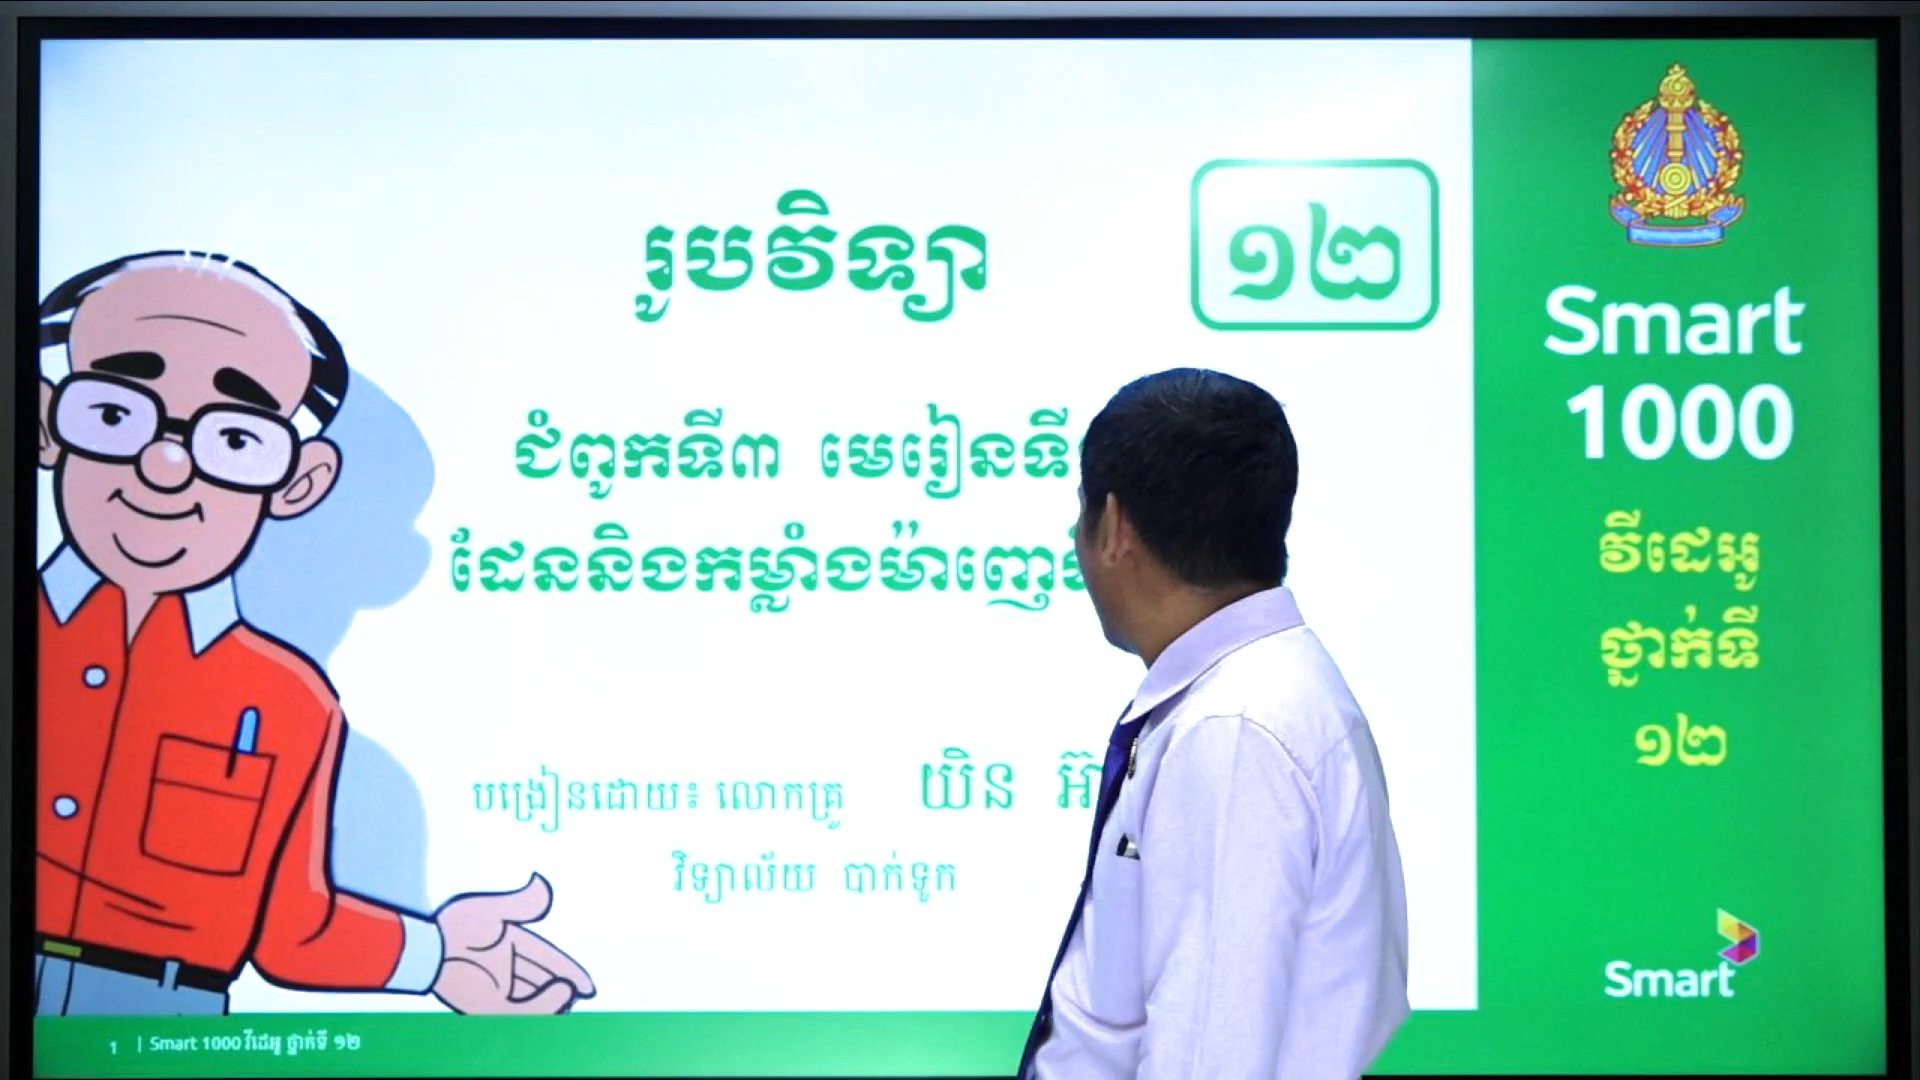 រូបវិទ្យា
១២
ជំពូកទី៣ មេរៀនទី
ដែននិងកម្លាំងម៉ាញេ
បង្រៀនដោយ៖ លោកគ្រូ យិន
វិទ្យាល័យ បាក់ទូក
Smart
1000
វីដេអូ
ថ្នាក់ទី
១២
Smart
1 | Smart 1000 វីដេអូ ថ្នាក់ទី ១២